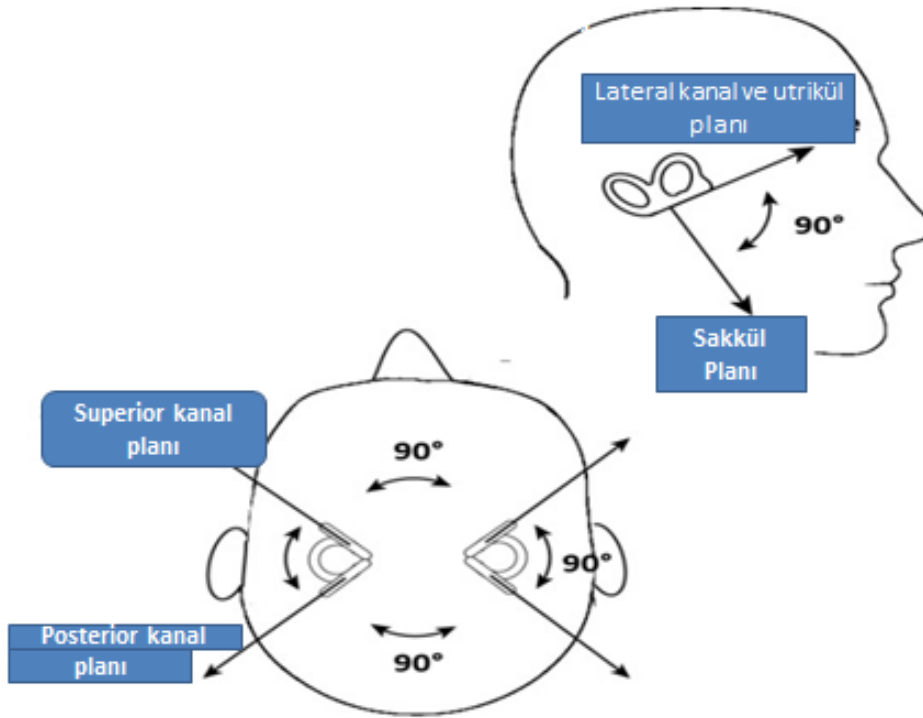 Lateral kanal ve utrikül
planı
e
90°
Sakkül
Planı
Superior kanal
planı
90°
90°
Posterior kanal
planı
90°